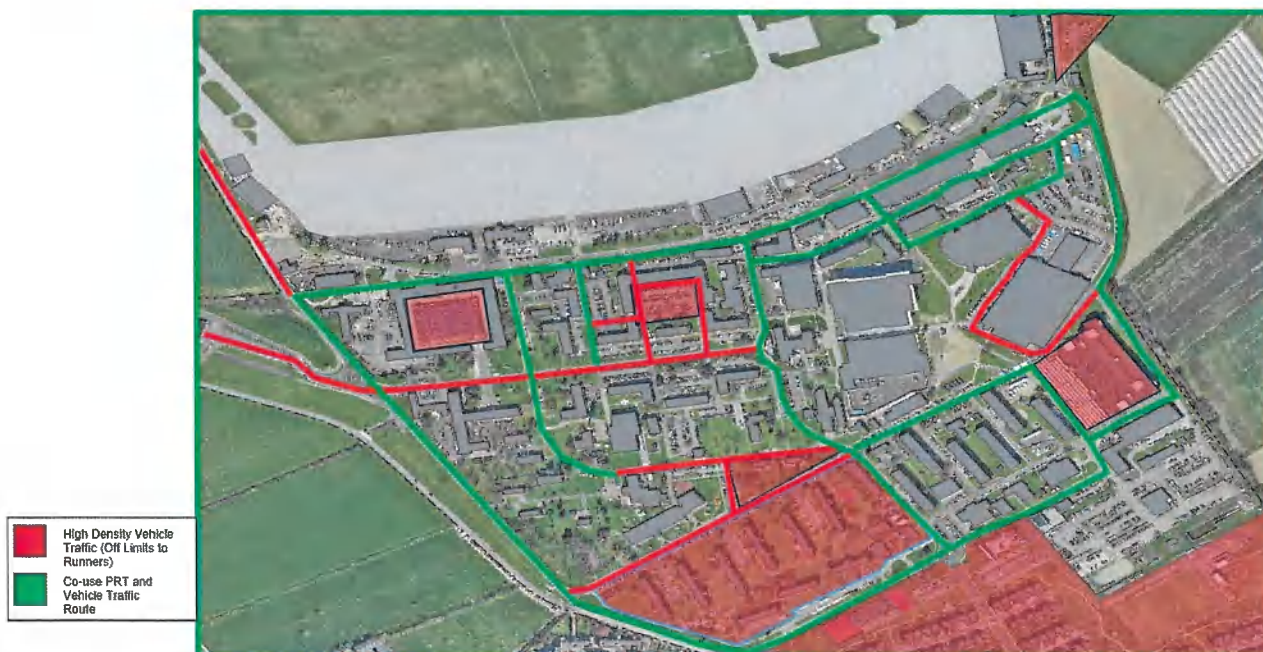 High Density Vehicle
Traffic (Off Limits to
Runners)
Co-use PRT and
Vehicle Traffic
Route